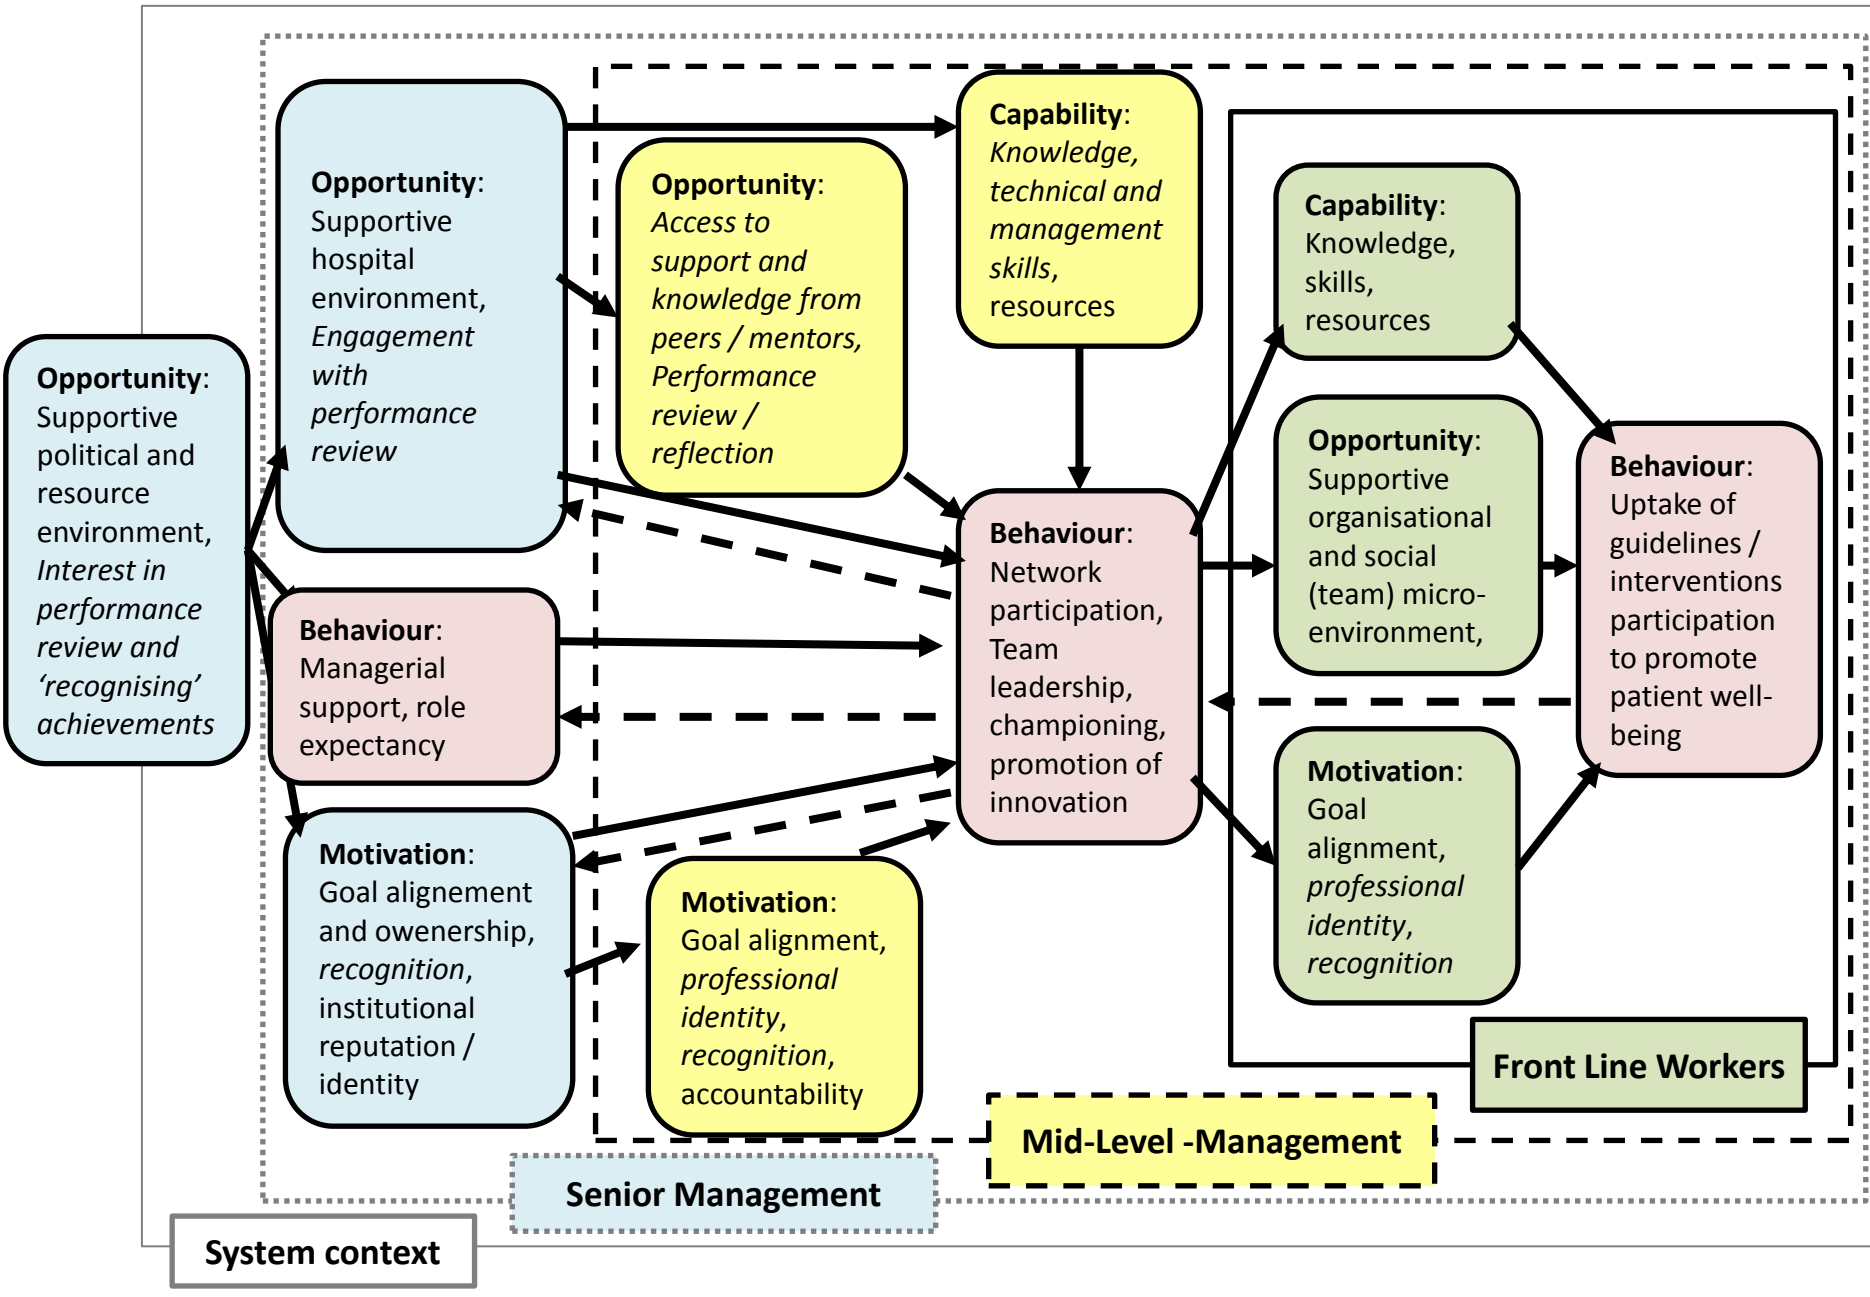 Opportunity:
Supportive
political and
resource
environment,
Interest in
performance
review and
‘recognising’
achievements
Opportunity:
Supportive
hospital
environment,
Engagement
with
performance
review
Behaviour:
Managerial
support, role
expectancy
Motivation:
Goal alignement
and owenership,
recognition,
institutional
reputation /
identity
Opportunity:
Access to
support and
knowledge from
peers / mentors,
Performance
review /
reflection
Motivation:
Goal alignment,
professional
identity,
recognition,
accountability
Capability:
Knowledge,
technical and
management
skills,
resources
Behaviour:
Network
participation,
Team
leadership,
championing,
promotion of
innovation
Capability:
Knowledge,
skills,
resources
Opportunity:
Supportive
organisational
and social
(team) micro-
environment,
Motivation:
Goal
alignment,
professional
identity,
recognition
Behaviour:
Uptake of
guidelines /
interventions
participation
to promote
patient well-
being
Front Line Workers
Mid-Level -Management
Senior Management
System context